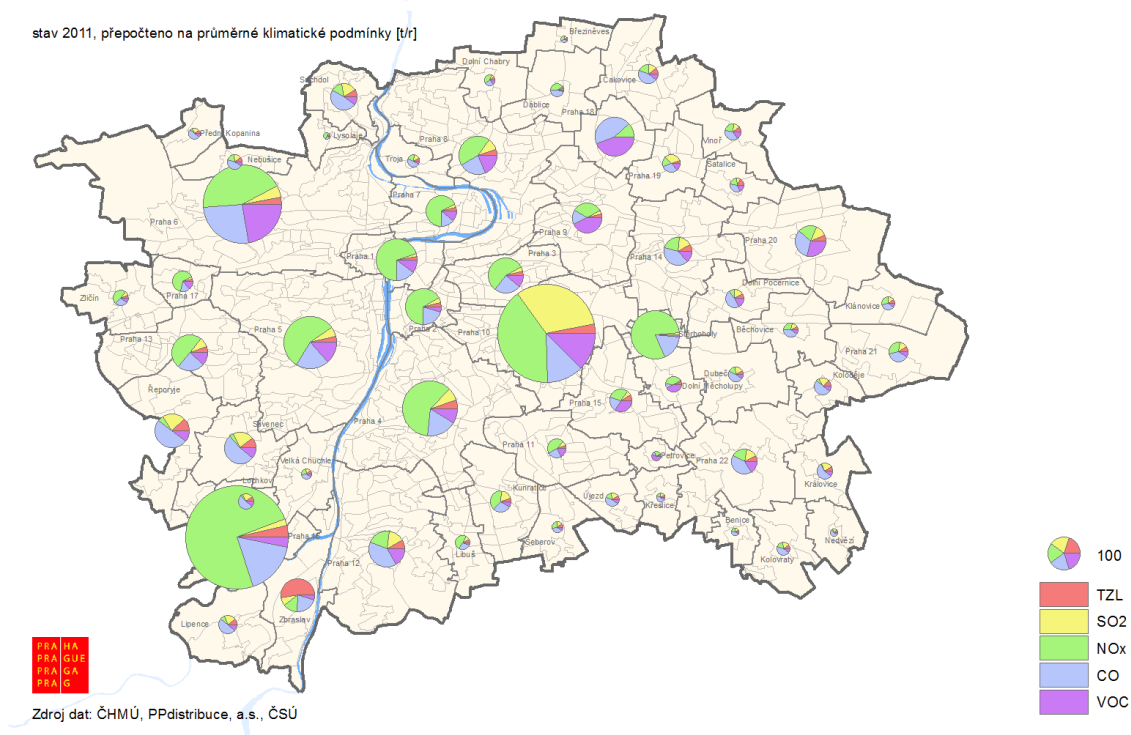 stav 2011, přepočteno na průměrné klimatické podmínky [t/r]
Březiněves
Dolní Chabry
Suchdol
Čakovice
Ďáblice
Praha 18
Přední Kopanina
Lysolaje
Praha 8
Vinoř
Nebušice
Troja
Satalice
Praha 19
Praha 7
Praha 6
Praha 9
Praha 20
Praha 1
Praha 3
Praha 14
Dolní Počernice
Zličín
Praha 17
Klánovice
Praha 5
Praha 2
Praha 10
Štěrboholy
Běchovice
Praha 13
Praha 21
Dubeč
Koloděje
Dolní Měcholupy
Řeporyje
Praha 15
Slivenec
Praha 4
Praha 11
Velká Chuchle
Petrovice
Praha 22
Lochkov
Královice
Kunratice
Újezd
Křeslice
Praha 16
Benice
Nedvězí
Šeberov
Libuš
Kolovraty
Praha 12
Zbraslav
Lipence
100
TZL
SO2
NOx
CO
VOC
PRA HA
PRA GUE
PRA GA
PRA G
Zdroj dat: ČHMÚ, PPdistribuce, a.s., ČSÚ